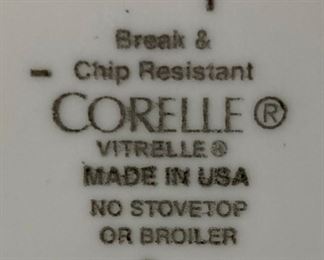 Break &
Chip Resistant
CORELLE®
VITRELLE®
MADE IN USA
NO STOVETOP
OR BROILER